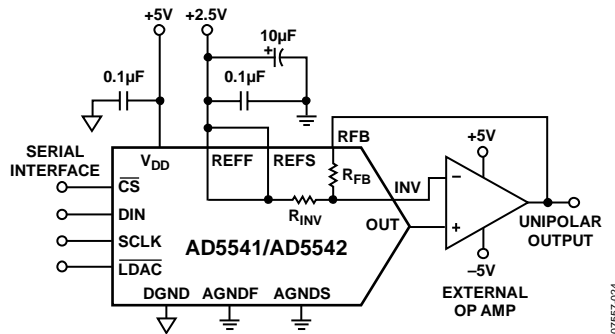 +5V
+2.5V
10µF
+
0.1µF
0.1µF
RFB
+5V
SERIAL
INTERFACE
VDD
REFF
REFS
RFB
INV
CS
RINV
OUT
DIN
SCLK
AD5541/AD5542
LDAC
–
+
UNIPOLAR
OUTPUT
–5V
EXTERNAL
OP AMP
DGND
AGNDF
AGNDS
07557-024